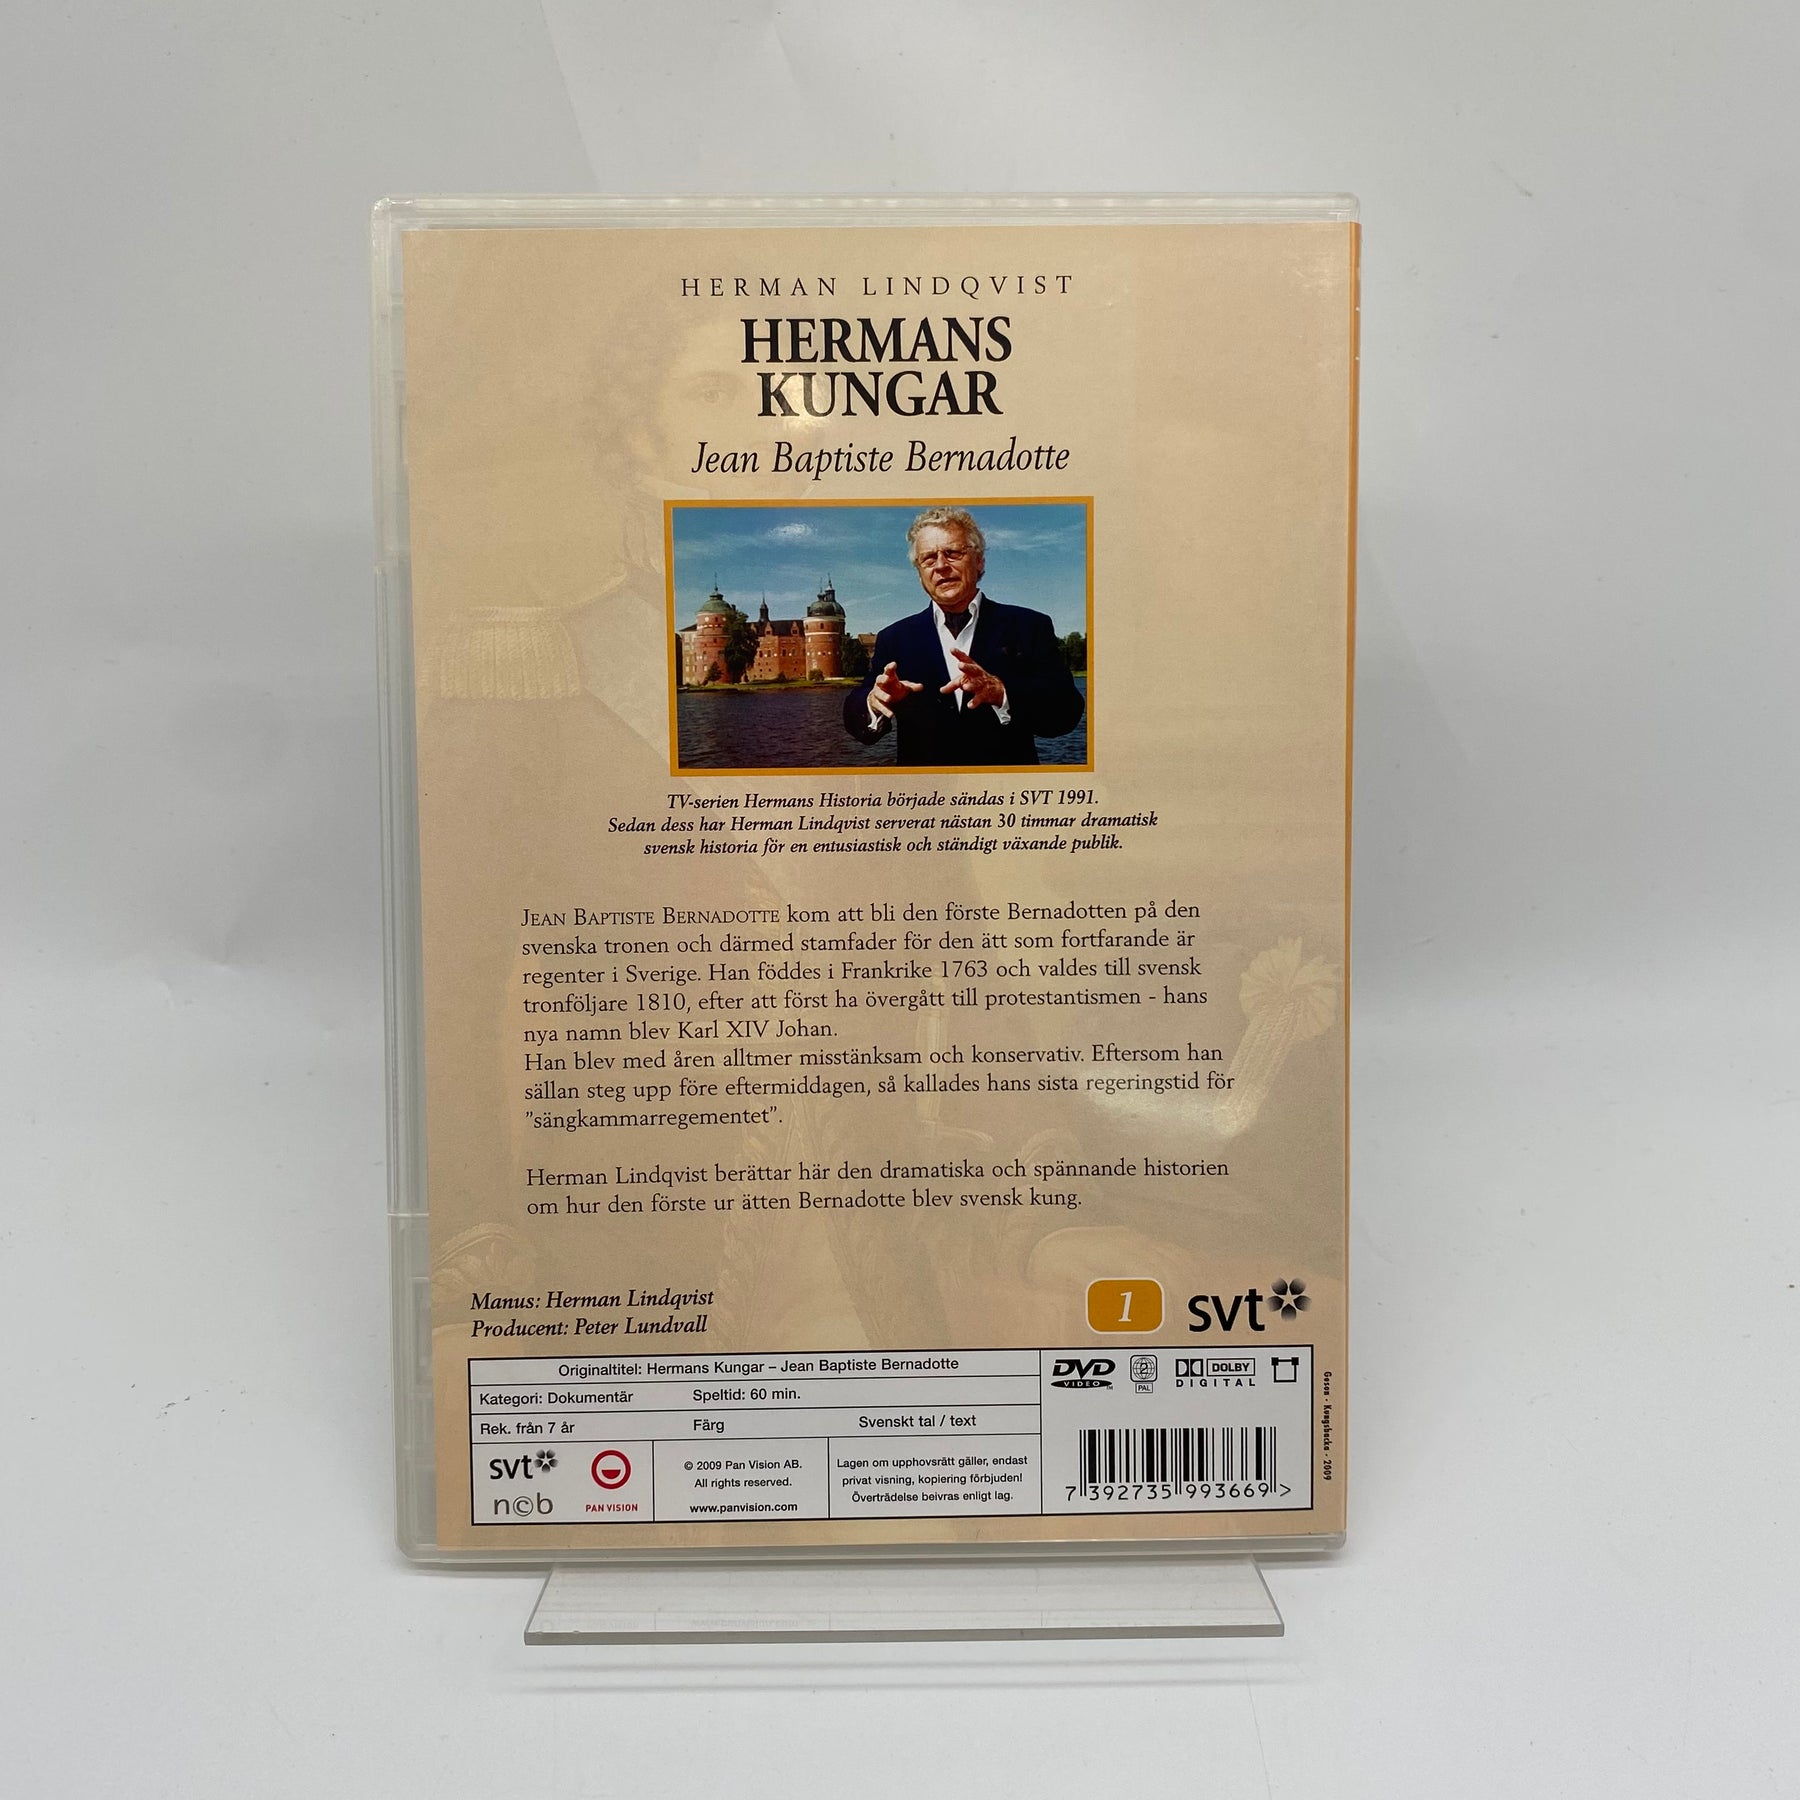 HERMAN LINDQVIST
HERMANS
KUNGAR
Jean Baptiste Bernadotte
TV-serien Hermans Historia började sändas i SVT 1991.
Sedan dess har Herman Lindqvist serverat nästan 30 timmar dramatisk
svensk historia för en entusiastisk och ständigt växande publik.
JEAN BAPTISTE BERNADOTTE kom att bli den förste Bernadotten på den
svenska tronen och därmed stamfader för den ätt som fortfarande är
regenter i Sverige. Han föddes i Frankrike 1763 och valdes till svensk
tronföljare 1810, efter att först ha övergått till protestantismen - hans
nya namn blev Karl XIV Johan.
Han blev med åren alltmer misstänksam och konservativ. Eftersom han
sällan steg upp före eftermiddagen, så kallades hans sista regeringstid för
”sängkammarregementet”.
Herman Lindqvist berättar här den dramatiska och spännande historien
om hur den förste ur ätten Bernadotte blev svensk kung.
Manus: Herman Lindqvist
Producent: Peter Lundvall
1 svt
Originaltitel: Hermans Kungar – Jean Baptiste Bernadotte
Kategori: Dokumentär Speltid: 60 min.
Rek. från 7 år Färg Svenskt tal / text
svt
ncb
PAN VISION
© 2009 Pan Vision AB.
All rights reserved.
www.panvision.com
Lagen om upphovsrätt gäller, endast
privat visning, kopiering förbjuden!
Överträdelse beivras enligt lag.
DVD
VIDEO TM
2
PAL
DOLBY
DIGITAL
7 392735 993669 >
Goson - Kungsbacka - 2009